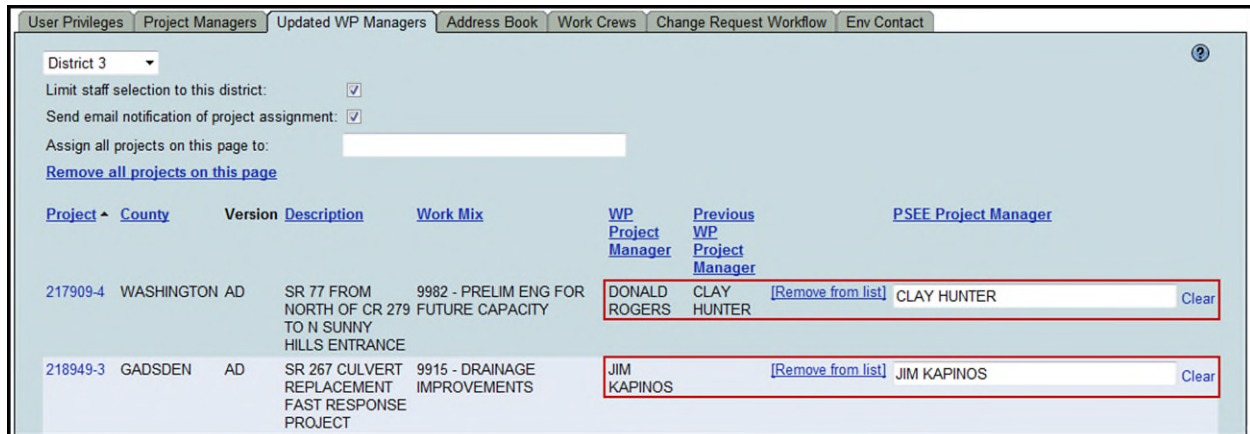 User Privileges Project Managers Updated WP Managers Address Book Work Crews Change Request Workflow Env Contact
District 3 ?
Limit staff selection to this district:
Send email notification of project assignment:
Assign all projects on this page to:
Remove all projects on this page
Project County Version Description Work Mix WP Project Manager Previous WP Project Manager PSEE Project Manager
217909-4 WASHINGTON AD SR 77 FROM NORTH OF CR 279 TO N SUNNY HILLS ENTRANCE 9982 - PRELIM ENG FOR FUTURE CAPACITY DONALD ROGERS CLAY HUNTER [Remove from list] CLAY HUNTER Clear
218949-3 GADSDEN AD SR 267 CULVERT REPLACEMENT FAST RESPONSE PROJECT 9915 - DRAINAGE IMPROVEMENTS JIM KAPINOS [Remove from list] JIM KAPINOS Clear